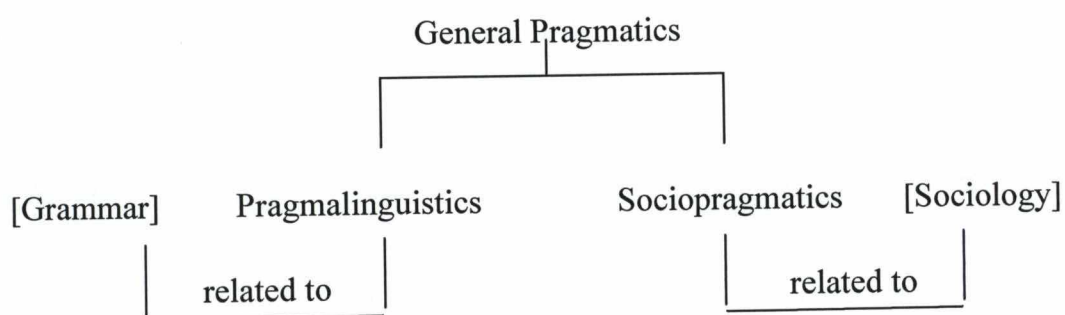 General Pragmatics
[Grammar] Pragmalinguistics Sociopragmatics [Sociology]
related to related to